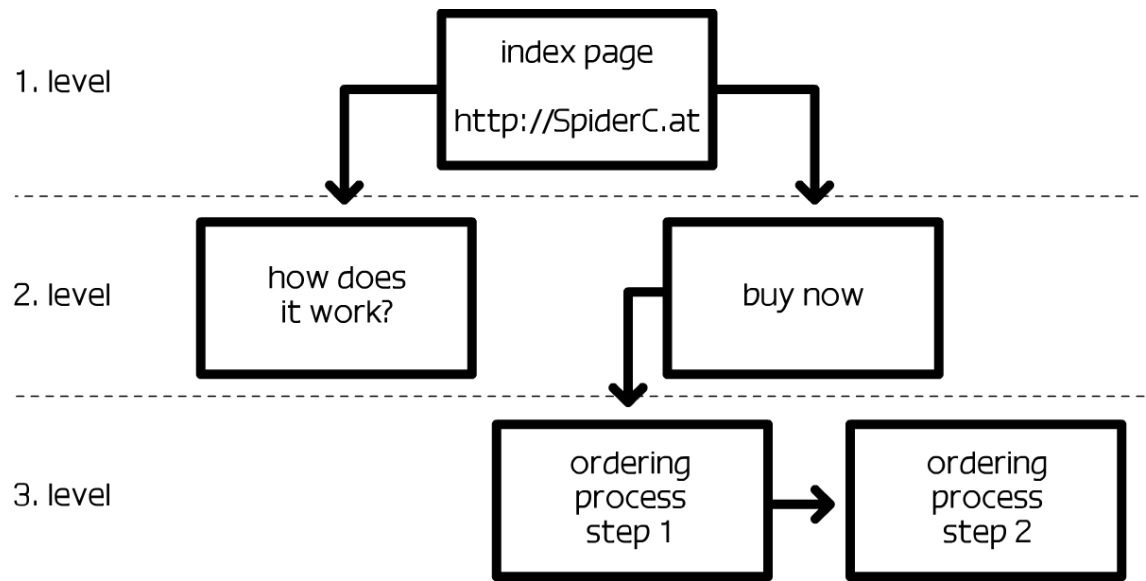 1. level
index page
http://SpiderC.at
2. level
how does
it work?
buy now
3. level
ordering
process
step 1
ordering
process
step 2